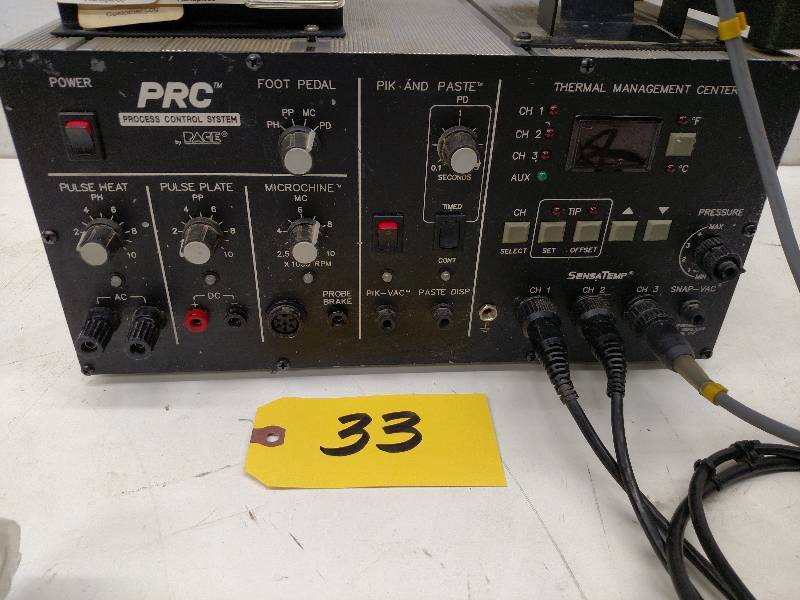 POWER
PRC™
PROCESS CONTROL SYSTEM
by PACE®
FOOT PEDAL
PP MC
PH PD
PIK AND PASTE™
PD
1
0.1
SECONDS
TIMED
CONT
THERMAL MANAGEMENT CENTER
CH 1
CH 2
CH 3
AUX
°F
°C
PULSE HEAT
PH
2 4 6 8 10
PULSE PLATE
PP
2 4 6 8 10
MICROCHINE™
MC
2.5 6 8 10
X 1000 RPM
CH
SELECT
TIP
SET
OFFSET
PRESSURE
MAX
3
2
1
MIN
SENSATEMP®
CH 1
CH 2
CH 3
SNAP-VAC™
AC
+ DC -
PROBE
BRAKE
PIK-VAC™
PASTE DISP
33